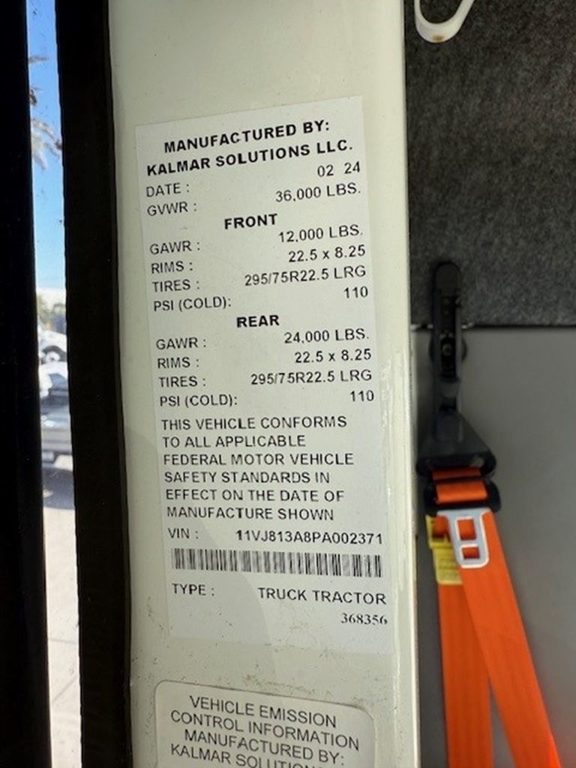 MANUFACTURED BY:
KALMAR SOLUTIONS LLC.
DATE : 02 24
GVWR : 36,000 LBS.
FRONT
GAWR : 12,000 LBS.
RIMS : 22.5 x 8.25
TIRES : 295/75R22.5 LRG
PSI (COLD): 110
REAR
GAWR : 24,000 LBS.
RIMS : 22.5 x 8.25
TIRES : 295/75R22.5 LRG
PSI (COLD): 110
THIS VEHICLE CONFORMS
TO ALL APPLICABLE
FEDERAL MOTOR VEHICLE
SAFETY STANDARDS IN
EFFECT ON THE DATE OF
MANUFACTURE SHOWN
VIN : 11VJ813A8PA002371
TYPE : TRUCK TRACTOR
368356
VEHICLE EMISSION
CONTROL INFORMATION
MANUFACTURED BY:
KALMAR SOLUTIONS